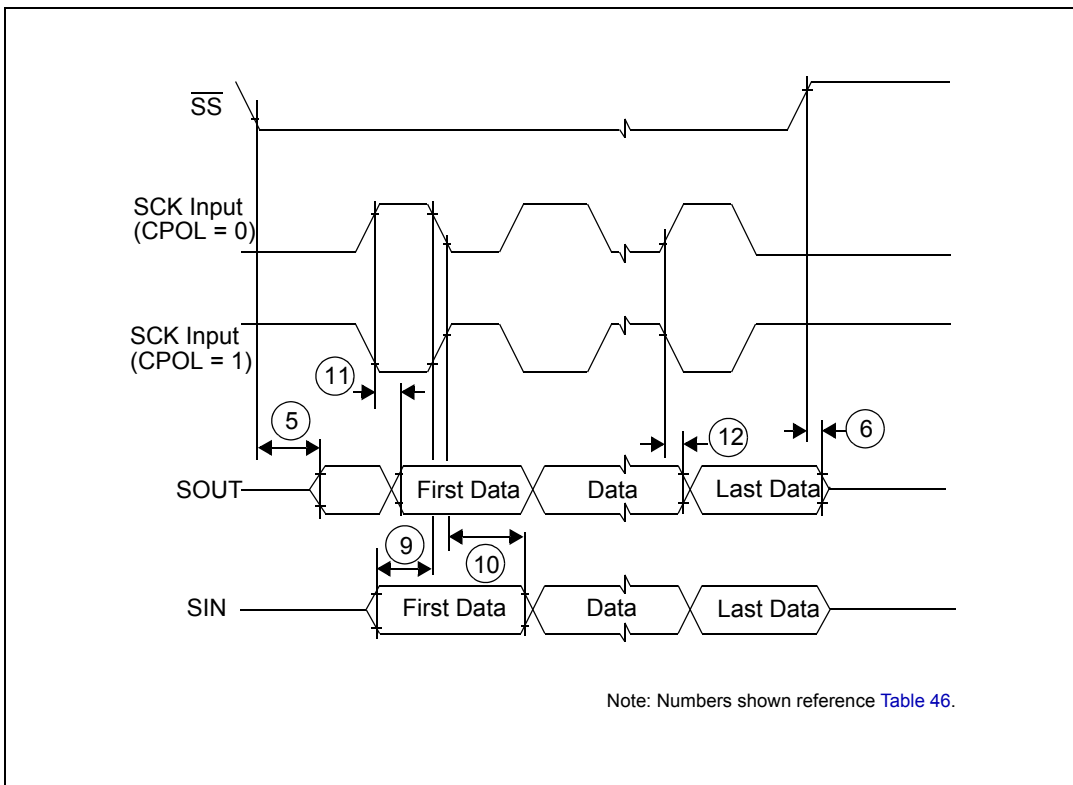 SS
SCK Input
(CPOL = 0)
SCK Input
(CPOL = 1)
11
5
12
6
SOUT
First Data
Data
Last Data
9
10
SIN
First Data
Data
Last Data
Note: Numbers shown reference Table 46.